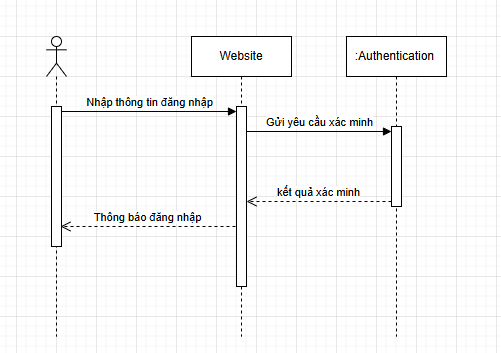 Website
:Authentication
Nhập thông tin đăng nhập
Gửi yêu cầu xác minh
kết quả xác minh
Thông báo đăng nhập